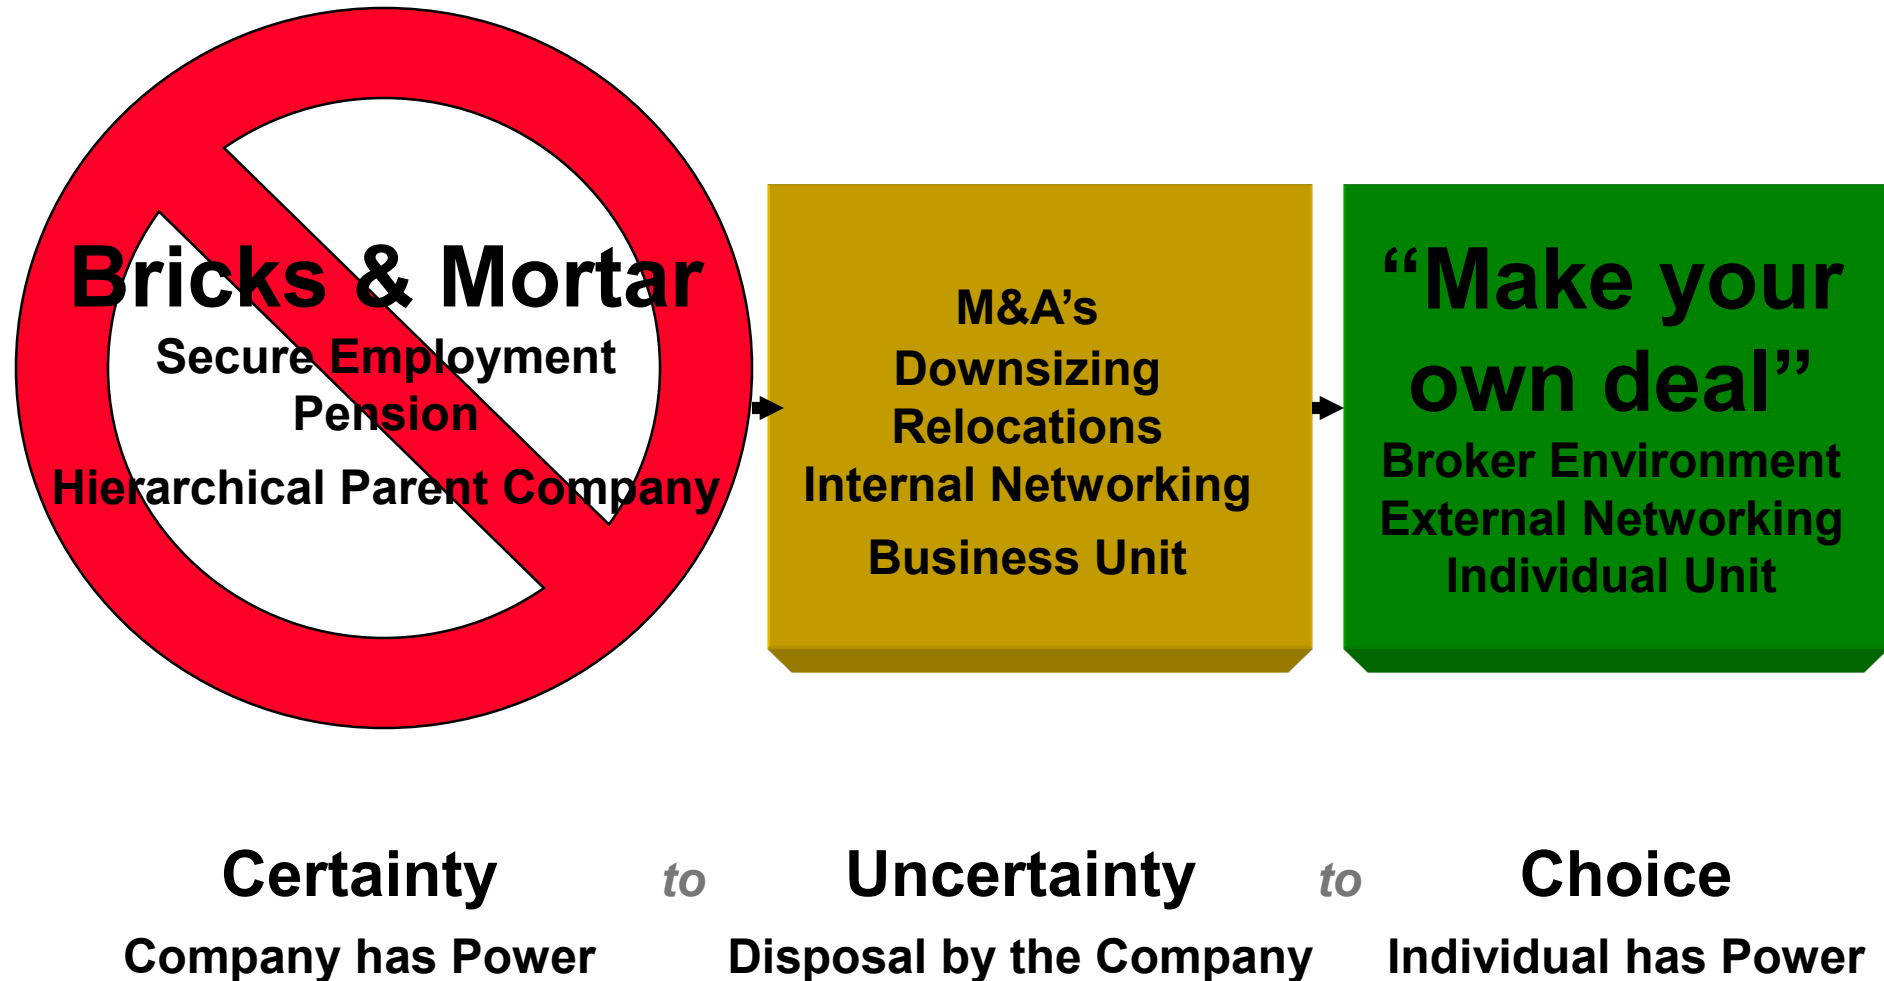 Bricks & Mortar
Secure Employment
Pension
Hierarchical Parent Company
M&A’s
Downsizing
Relocations
Internal Networking
Business Unit
“Make your
own deal”
Broker Environment
External Networking
Individual Unit
Certainty to Uncertainty to Choice
Company has Power Disposal by the Company Individual has Power